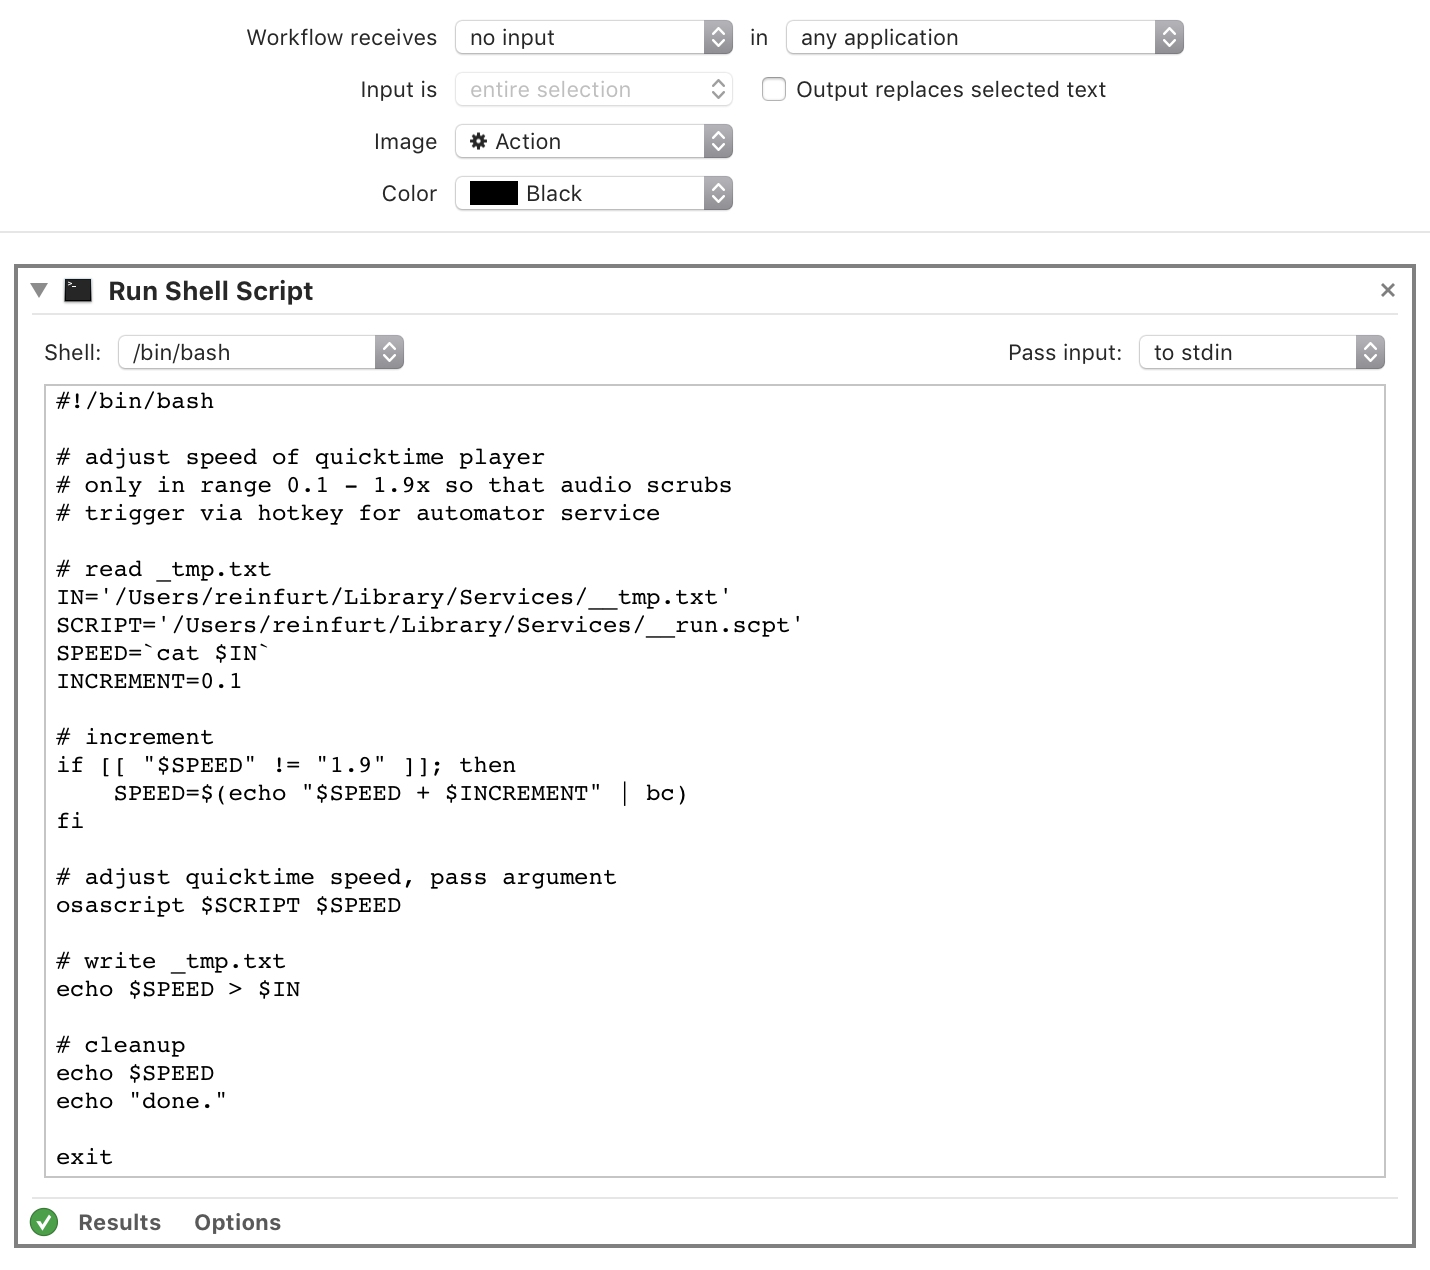 Workflow receives no input in any application
Input is entire selection Output replaces selected text
Image Action
Color Black
Run Shell Script
Shell: /bin/bash Pass input: to stdin
#!/bin/bash
# adjust speed of quicktime player
# only in range 0.1 - 1.9x so that audio scrubs
# trigger via hotkey for automator service
# read _tmp.txt
IN='/Users/reinfurt/Library/Services/__tmp.txt'
SCRIPT='/Users/reinfurt/Library/Services/__run.scpt'
SPEED=`cat $IN`
INCREMENT=0.1
# increment
if [[ "$SPEED" != "1.9" ]]; then
    SPEED=$(echo "$SPEED + $INCREMENT" | bc)
fi
# adjust quicktime speed, pass argument
osascript $SCRIPT $SPEED
# write _tmp.txt
echo $SPEED > $IN
# cleanup
echo $SPEED
echo "done."
exit
Results Options